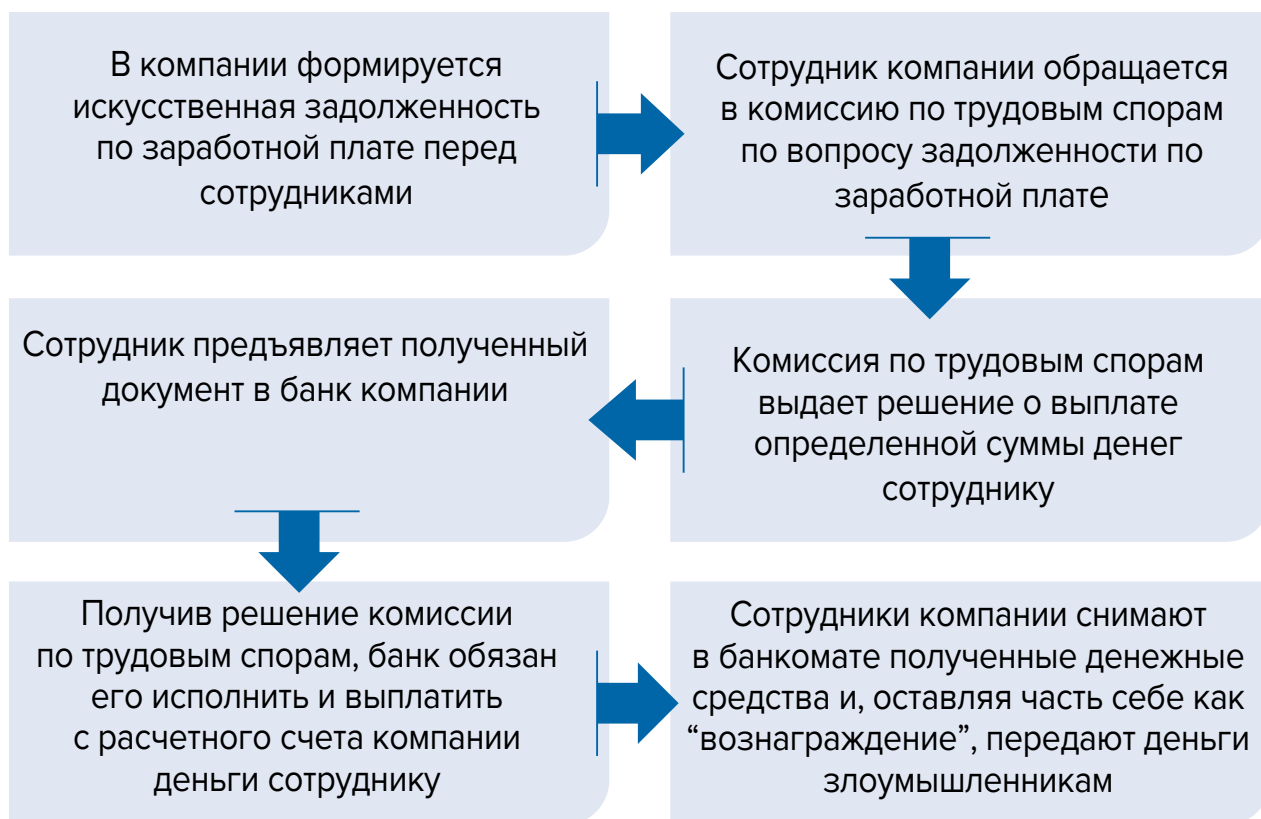 В компании формируется
искусственная задолженность
по заработной плате перед
сотрудниками
Сотрудник компании обращается
в комиссию по трудовым спорам
по вопросу задолженности по
заработной плате
Комиссия по трудовым спорам
выдает решение о выплате
определенной суммы денег
сотруднику
Сотрудник предъявляет полученный
документ в банк компании
Получив решение комиссии
по трудовым спорам, банк обязан
его исполнить и выплатить
с расчетного счета компании
деньги сотруднику
Сотрудники компании снимают
в банкомате полученные денежные
средства и, оставляя часть себе как
“вознаграждение”, передают деньги
злоумышленникам